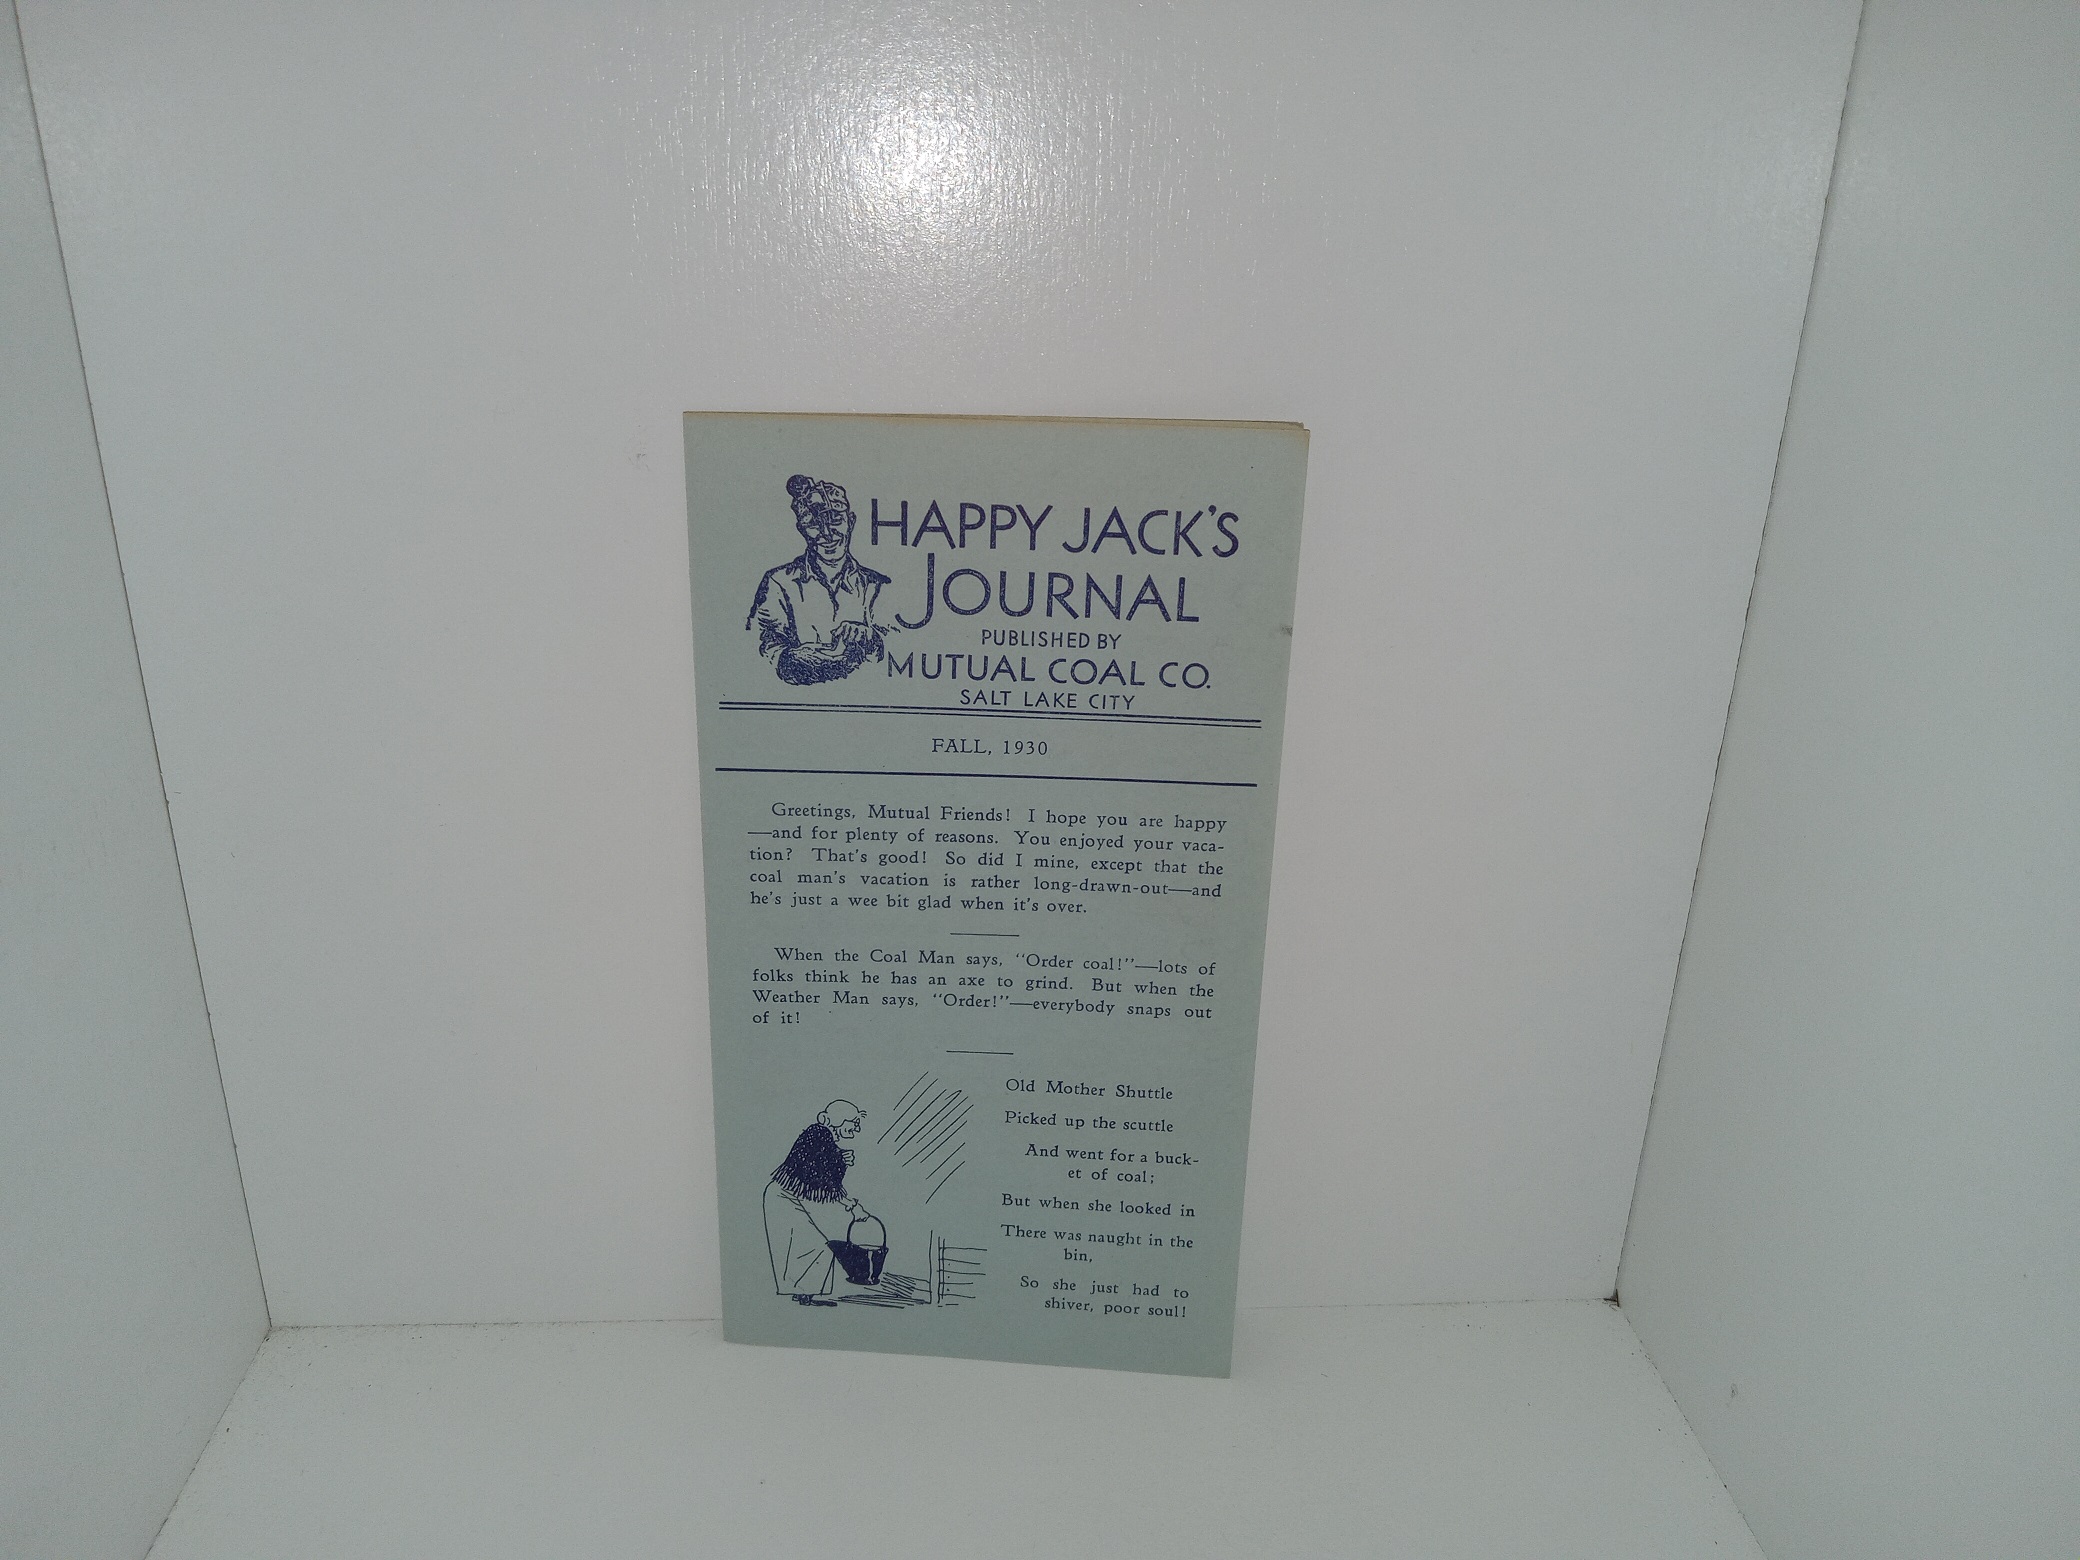 HAPPY JACK'S
JOURNAL
PUBLISHED BY
MUTUAL COAL CO.
SALT LAKE CITY
FALL, 1930
Greetings, Mutual Friends! I hope you are happy
—and for plenty of reasons. You enjoyed your vaca-
tion? That's good! So did I mine, except that the
coal man's vacation is rather long-drawn-out—and
he's just a wee bit glad when it's over.
When the Coal Man says, "Order coal!"—lots of
folks think he has an axe to grind. But when the
Weather Man says, "Order!"—everybody snaps out
of it!
Old Mother Shuttle
Picked up the scuttle
And went for a buck-
et of coal;
But when she looked in
There was naught in the
bin,
So she just had to
shiver, poor soul!